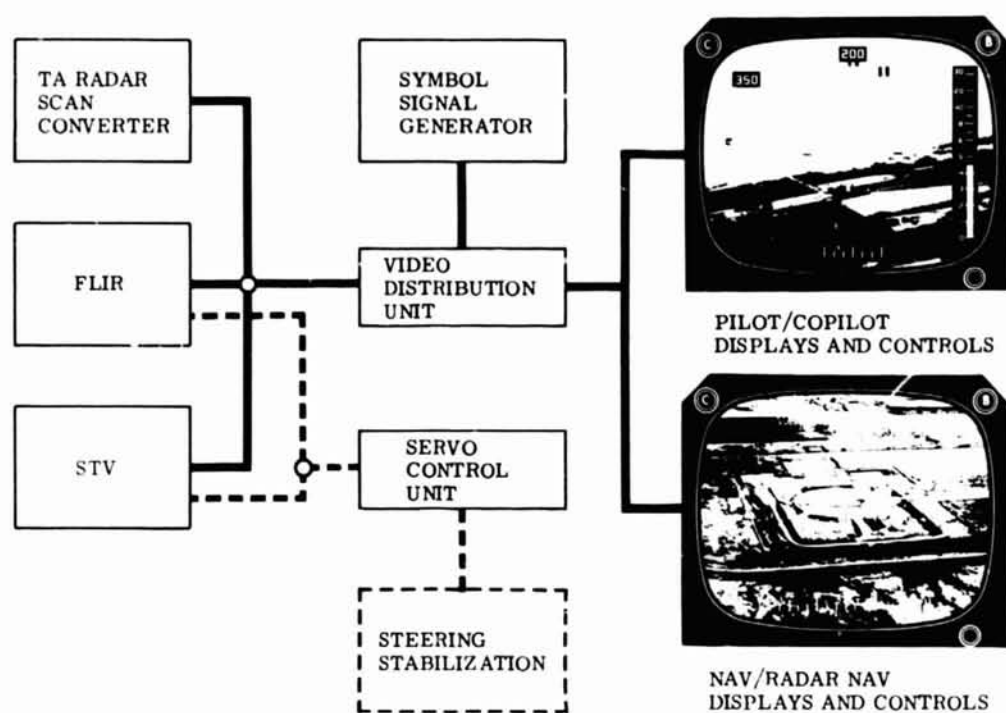 TA RADAR
SCAN
CONVERTER
SYMBOL
SIGNAL
GENERATOR
FLIR
VIDEO
DISTRIBUTION
UNIT
STV
SERVO
CONTROL
UNIT
STEERING
STABILIZATION
C
B
200
350
PILOT/COPILOT
DISPLAYS AND CONTROLS
C
B
NAV/RADAR NAV
DISPLAYS AND CONTROLS